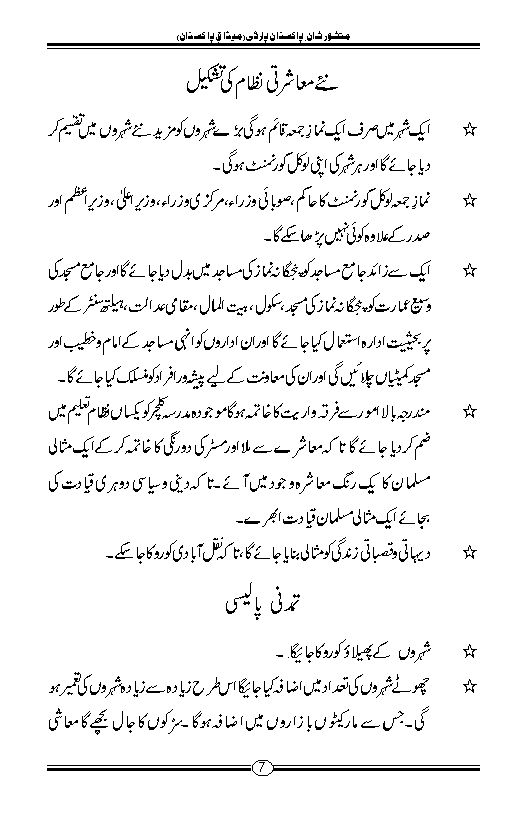 منشور شانِ پاکستان پارٹی (میثاق پاکستان)
نئے معاشرتی نظام کی تشکیل
☆ ایک شہر میں صرف ایک نمازِ جمعہ قائم ہوگی بڑے شہروں کو مزید نئے شہروں میں تقسیم کر
دیا جائے گا اور ہر شہر کی اپنی لوکل گورنمنٹ ہوگی۔
☆ نمازِ جمعہ لوکل گورنمنٹ کا حاکم، صوبائی وزراء، مرکزی وزراء، وزیر اعلیٰ، وزیر اعظم اور
صدر کے علاوہ کوئی نہیں پڑھا سکے گا۔
☆ ایک سے زائد جامع مساجد کو پنجگانہ نماز کی مساجد میں بدل دیا جائے گا اور جامع مسجد کی
وسیع عمارت کو پنجگانہ نماز کی مسجد، سکول، بیت المال، مقامی عدالت، ہیلتھ سنٹر کے طور
پر بحیثیت ادارہ استعمال کیا جائے گا اور ان اداروں کو انہی مساجد کے امام و خطیب اور
مسجد کمیٹیاں چلائیں گی اور ان کی معاونت کے لیے پیشہ ور افراد کو منسلک کیا جائے گا۔
☆ مندرجہ بالا امور سے فرقہ واریت کا خاتمہ ہوگا موجودہ مدرسہ کلچر کو یکساں نظام تعلیم میں
ضم کر دیا جائے گا تا کہ معاشرے سے ملا اور مسٹر کی دورنگی کا خاتمہ کر کے ایک مثالی
مسلمان کا یک رنگ معاشرہ وجود میں آئے۔ تا کہ دینی و سیاسی دوہری قیادت کی
بجائے ایک مثالی مسلمان قیادت ابھرے۔
☆ دیہاتی و قصباتی زندگی کو مثالی بنایا جائے گا، تا کہ نقل آبادی کو روکا جا سکے۔
تمدنی پالیسی
☆ شہروں کے پھیلاؤ کو روکا جائیگا۔
☆ چھوٹے شہروں کی تعداد میں اضافہ کیا جائیگا اس طرح زیادہ سے زیادہ شہروں کی تعمیر ہو
گی۔ جس سے مارکیٹوں بازاروں میں اضافہ ہوگا۔ سڑکوں کا جال بچھے گا معاشی
7